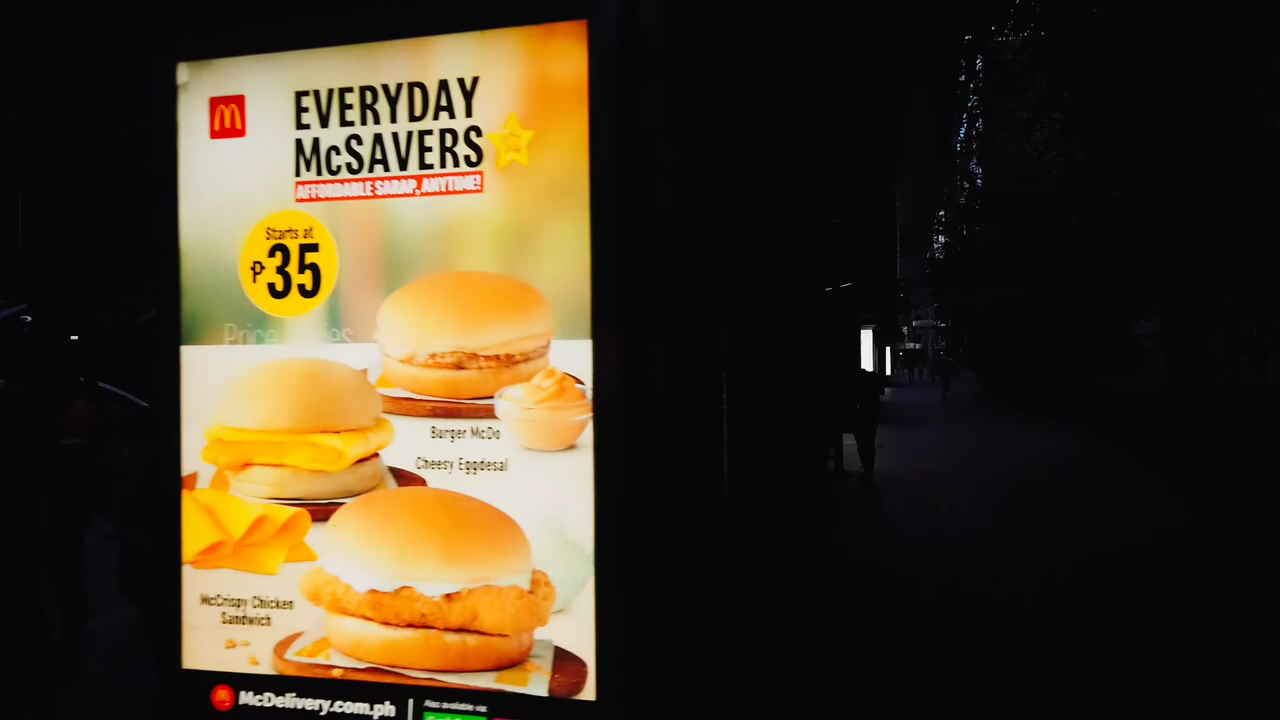 EVERYDAY
McSAVERS
AFFORDABLE SARAP, ANYTIME!
Starts at
₱35
Burger McDo
Cheesy Eggdesal
McCrispy Chicken
Sandwich
McDelivery.com.ph
Also available via: